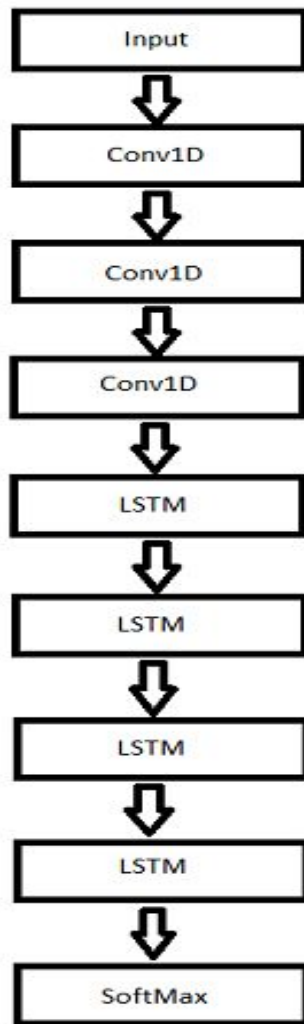 Input
Conv1D
Conv1D
Conv1D
LSTM
LSTM
LSTM
LSTM
SoftMax